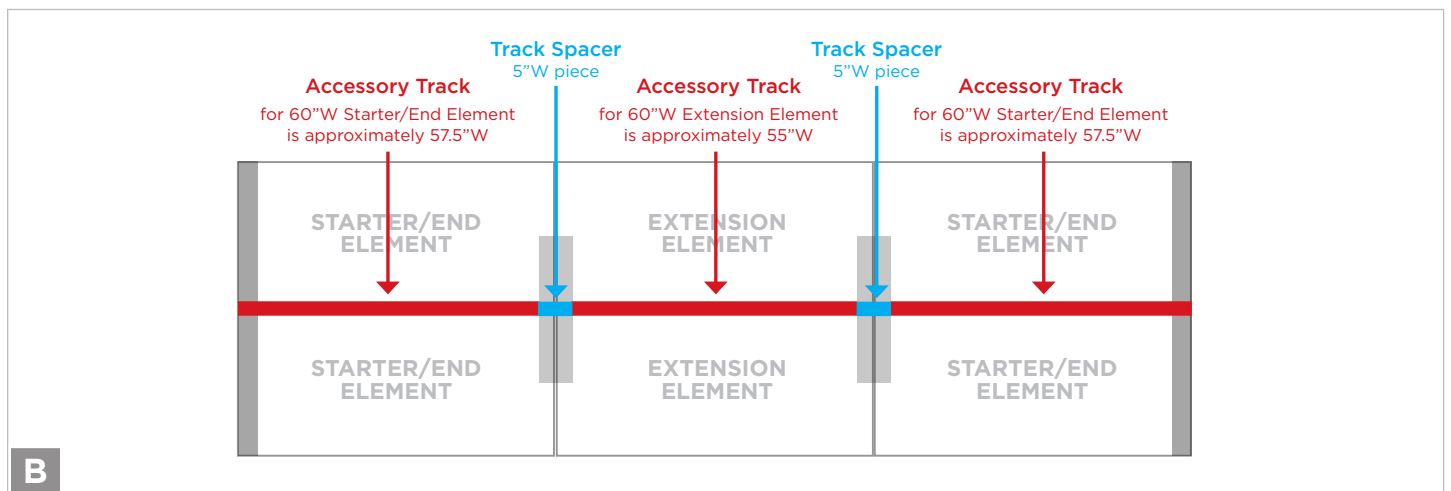 Track Spacer
5”W piece
Track Spacer
5”W piece
Accessory Track
for 60”W Starter/End Element
is approximately 57.5”W
Accessory Track
for 60”W Extension Element
is approximately 55”W
Accessory Track
for 60”W Starter/End Element
is approximately 57.5”W
STARTER/END
ELEMENT
EXTENSION
ELEMENT
STARTER/END
ELEMENT
STARTER/END
ELEMENT
EXTENSION
ELEMENT
STARTER/END
ELEMENT
B